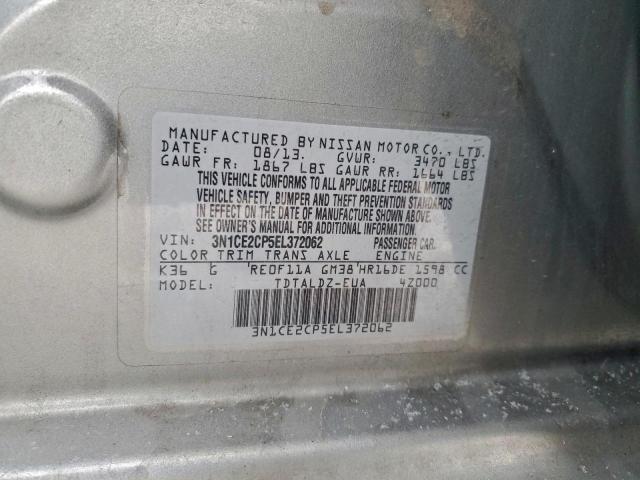 MANUFACTURED BY NISSAN MOTOR CO., LTD.
DATE: 08/13. GVWR: 3470 LBS
GAWR FR: 1867 LBS GAWR RR: 1664 LBS
THIS VEHICLE CONFORMS TO ALL APPLICABLE FEDERAL MOTOR
VEHICLE SAFETY, BUMPER AND THEFT PREVENTION STANDARDS
IN EFFECT ON THE DATE OF MANUFACTURE SHOWN ABOVE.
SEE OWNER'S MANUAL FOR ADDITIONAL INFORMATION.
VIN: 3N1CE2CP5EL372062 PASSENGER CAR.
COLOR TRIM TRANS AXLE ENGINE
K36 G 'RE0F11A GM38'HR16DE 1598 CC
MODEL: TDTALDZ-EUA 4Z000
3N1CE2CP5EL372062